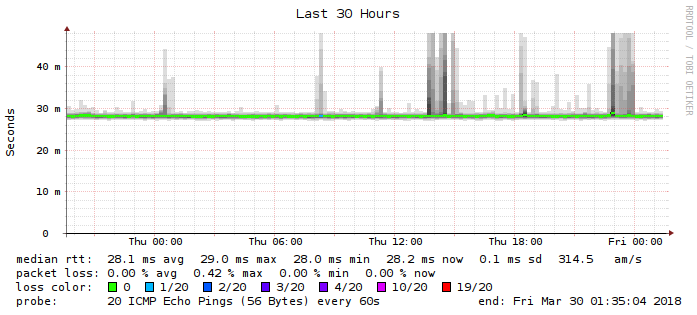 Last 30 Hours
RRDTOOL / TOBI OETIKER
Seconds
40 m
30 m
20 m
10 m
0
Thu 00:00 Thu 06:00 Thu 12:00 Thu 18:00 Fri 00:00
median rtt: 28.1 ms avg 29.0 ms max 28.0 ms min 28.2 ms now 0.1 ms sd 314.5 am/s
packet loss: 0.00 % avg 0.42 % max 0.00 % min 0.00 % now
loss color: 0 1/20 2/20 3/20 4/20 10/20 19/20
probe: 20 ICMP Echo Pings (56 Bytes) every 60s end: Fri Mar 30 01:35:04 2018